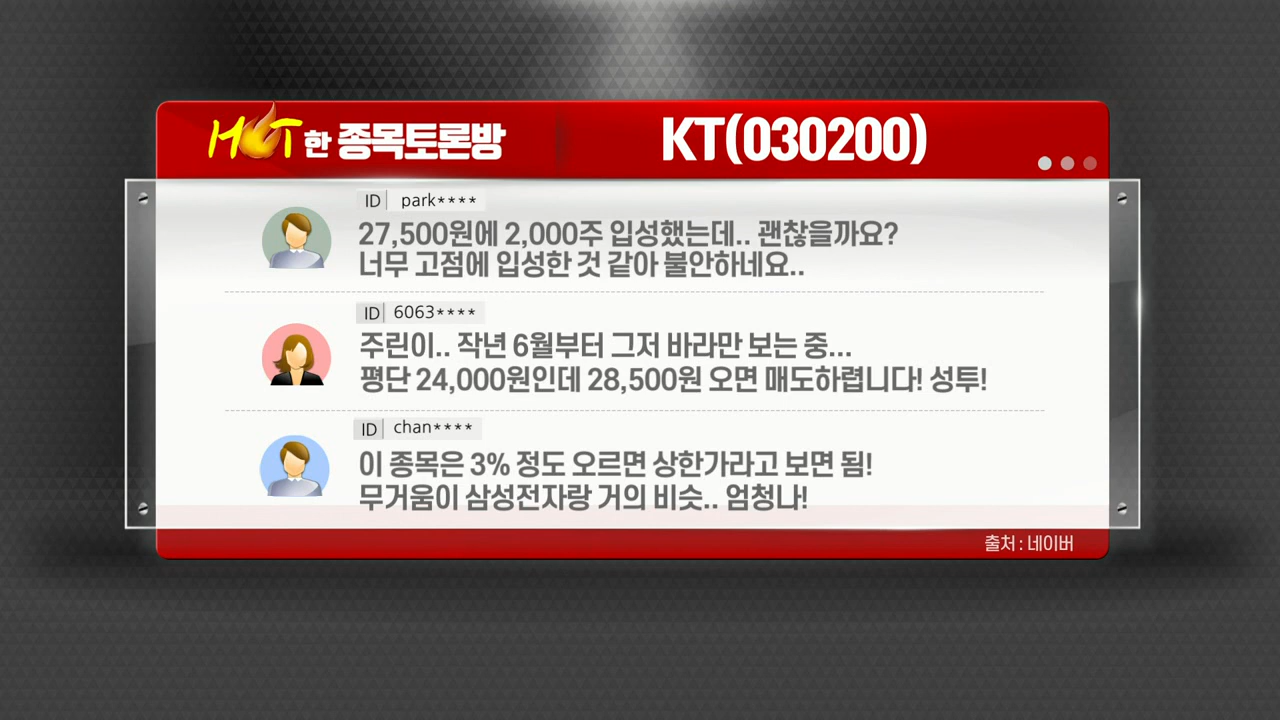 HOT한 종목토론방
KT(030200)
ID park****
27,500원에 2,000주 입성했는데.. 괜찮을까요?
너무 고점에 입성한 것 같아 불안하네요..
ID 6063****
주린이.. 작년 6월부터 그저 바라만 보는 중...
평단 24,000원인데 28,500원 오면 매도하렵니다! 성투!
ID chan****
이 종목은 3% 정도 오르면 상한가라고 보면 됨!
무거움이 삼성전자랑 거의 비슷.. 엄청나!
출처 : 네이버